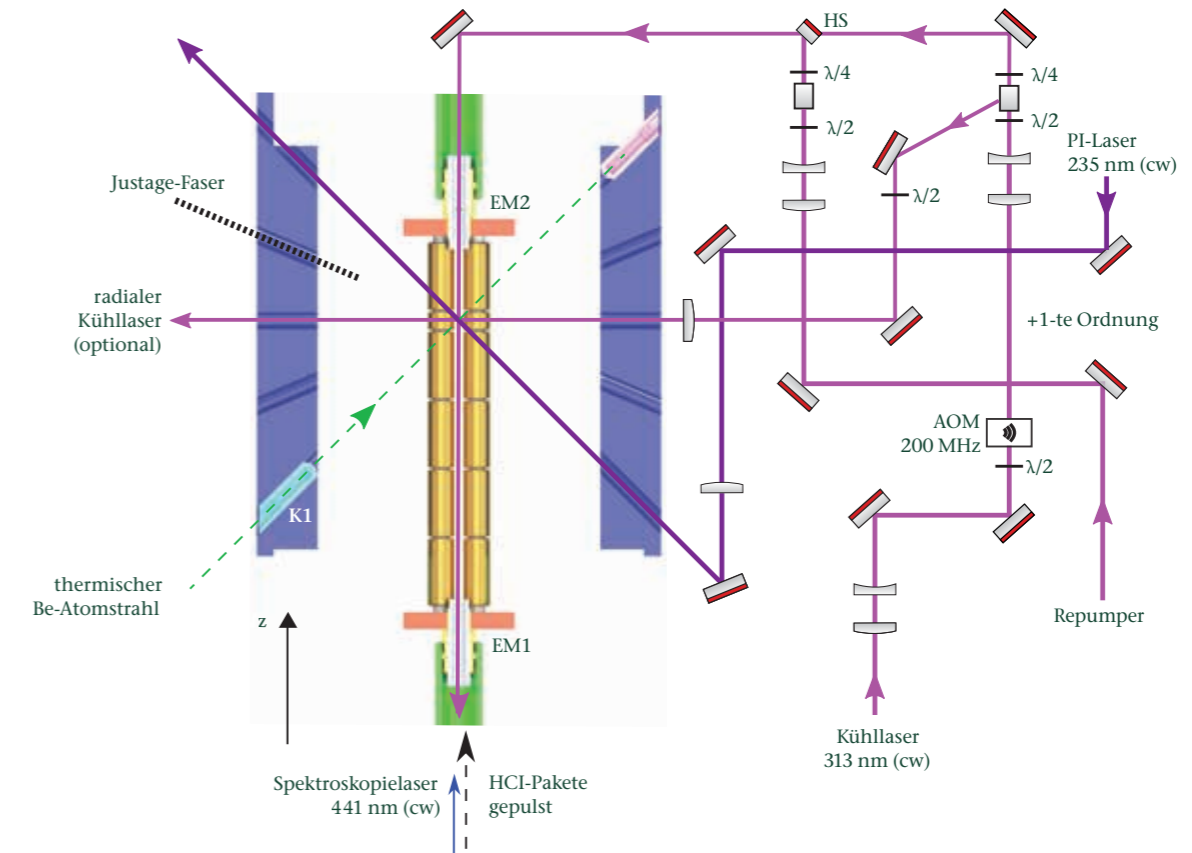 HS
λ/4
λ/4
λ/2
λ/2
PI-Laser
235 nm (cw)
Justage-Faser
EM2
λ/2
radialer
Kühllaser
(optional)
+1-te Ordnung
AOM
200 MHz
λ/2
K1
thermischer
Be-Atomstrahl
z
EM1
Repumper
Kühllaser
313 nm (cw)
Spektroskopielaser
441 nm (cw)
HCI-Pakete
gepulst